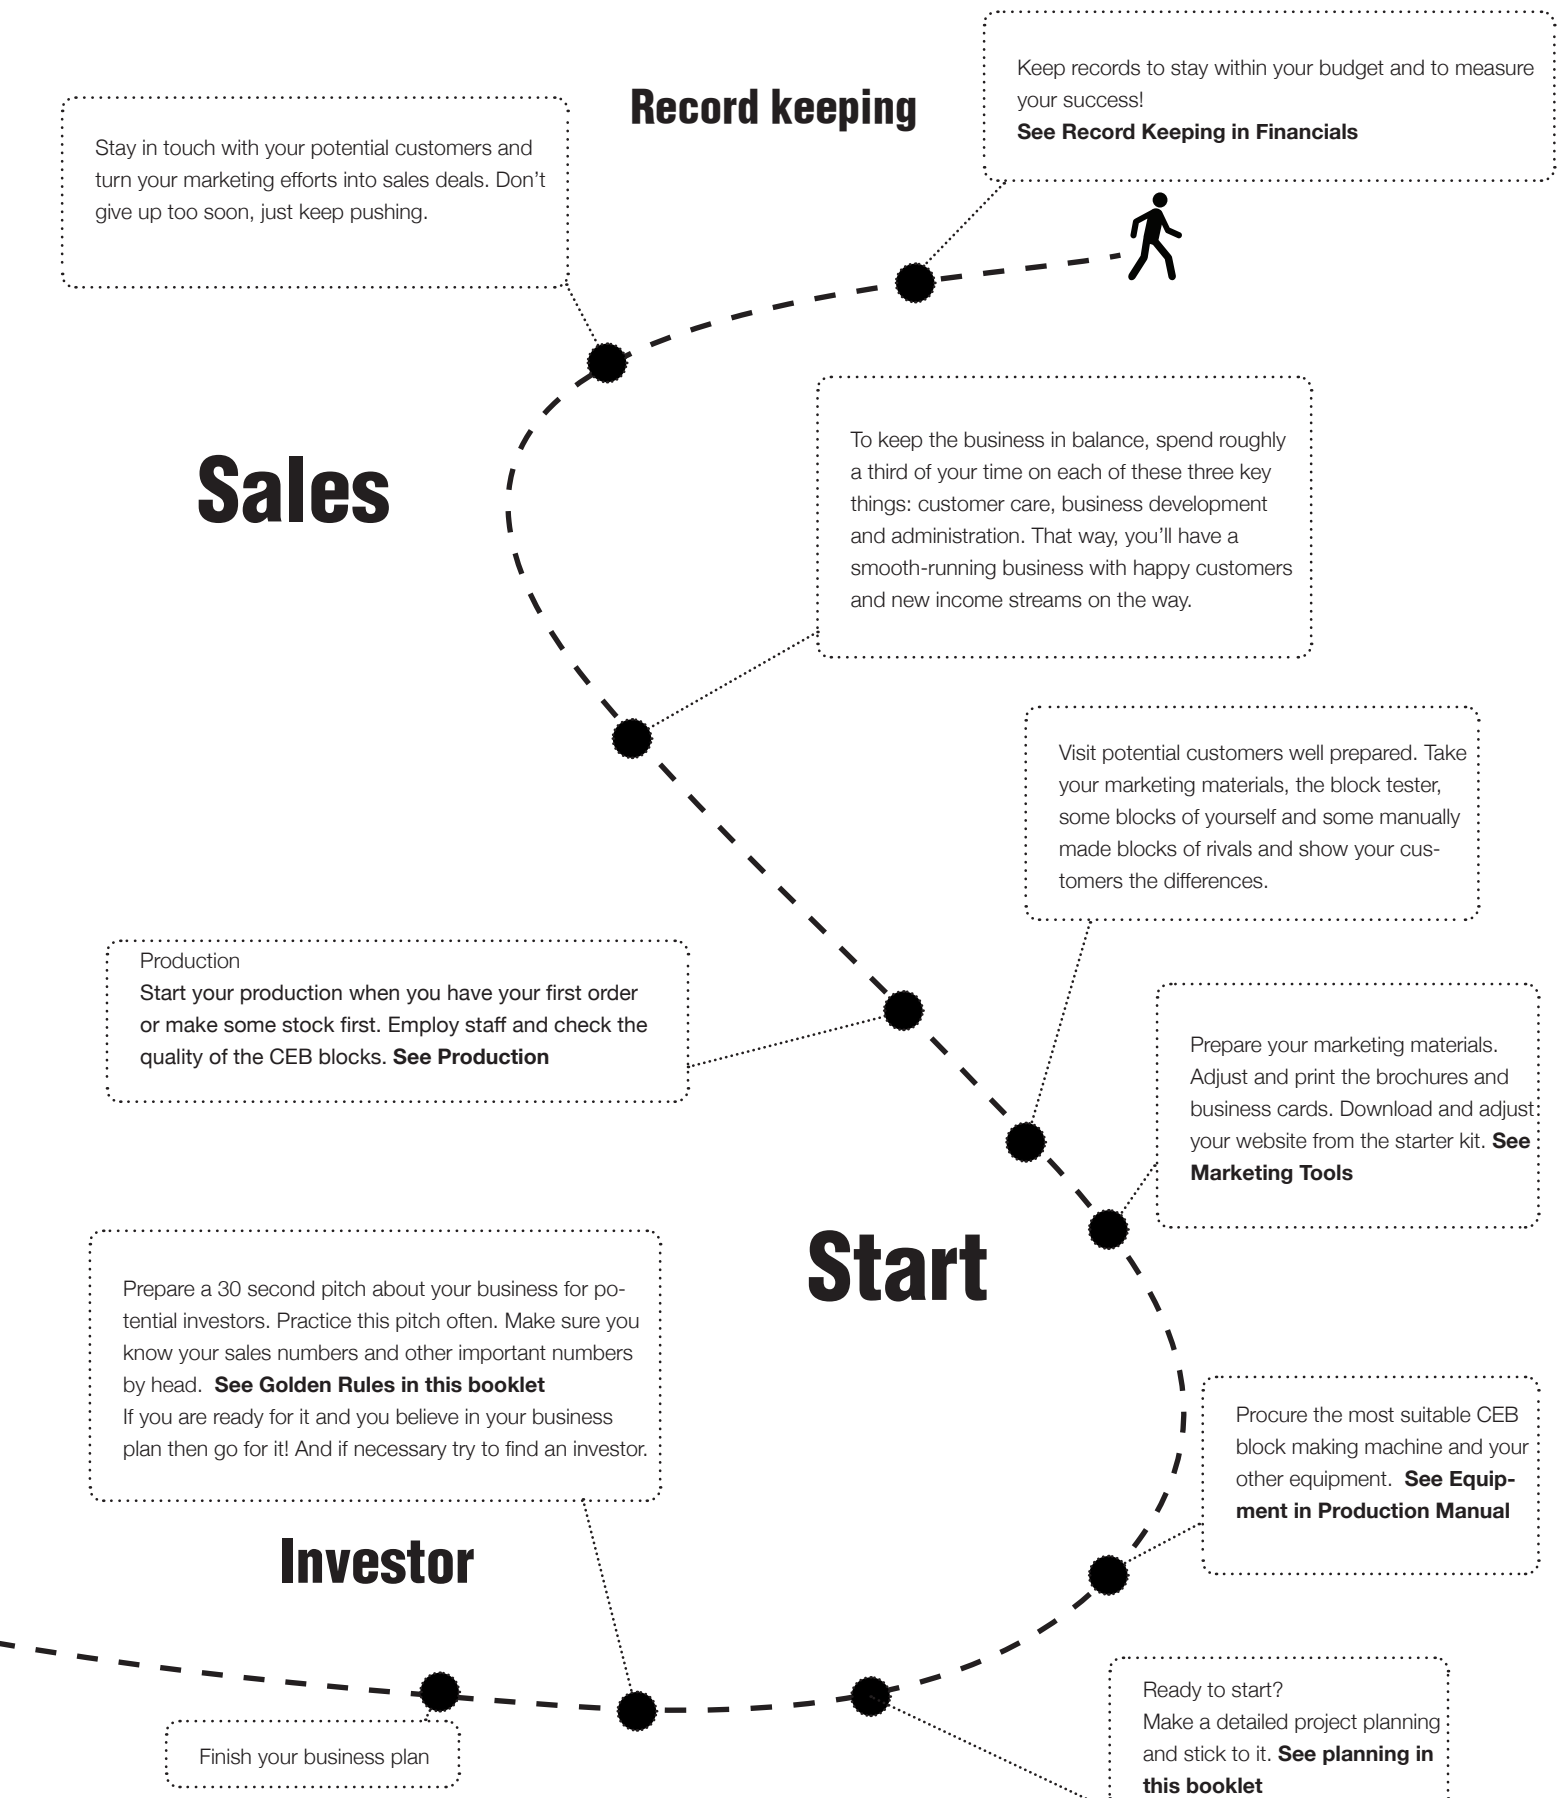 Record keeping
Keep records to stay within your budget and to measure
your success!
See Record Keeping in Financials
Stay in touch with your potential customers and
turn your marketing efforts into sales deals. Don’t
give up too soon, just keep pushing.
Sales
To keep the business in balance, spend roughly
a third of your time on each of these three key
things: customer care, business development
and administration. That way, you’ll have a
smooth-running business with happy customers
and new income streams on the way.
Visit potential customers well prepared. Take
your marketing materials, the block tester,
some blocks of yourself and some manually
made blocks of rivals and show your cus-
tomers the differences.
Production
Start your production when you have your first order
or make some stock first. Employ staff and check the
quality of the CEB blocks. See Production
Prepare your marketing materials.
Adjust and print the brochures and
business cards. Download and adjust
your website from the starter kit. See
Marketing Tools
Start
Prepare a 30 second pitch about your business for po-
tential investors. Practice this pitch often. Make sure you
know your sales numbers and other important numbers
by head. See Golden Rules in this booklet
If you are ready for it and you believe in your business
plan then go for it! And if necessary try to find an investor.
Procure the most suitable CEB
block making machine and your
other equipment. See Equip-
ment in Production Manual
Investor
Finish your business plan
Ready to start?
Make a detailed project planning
and stick to it. See planning in
this booklet